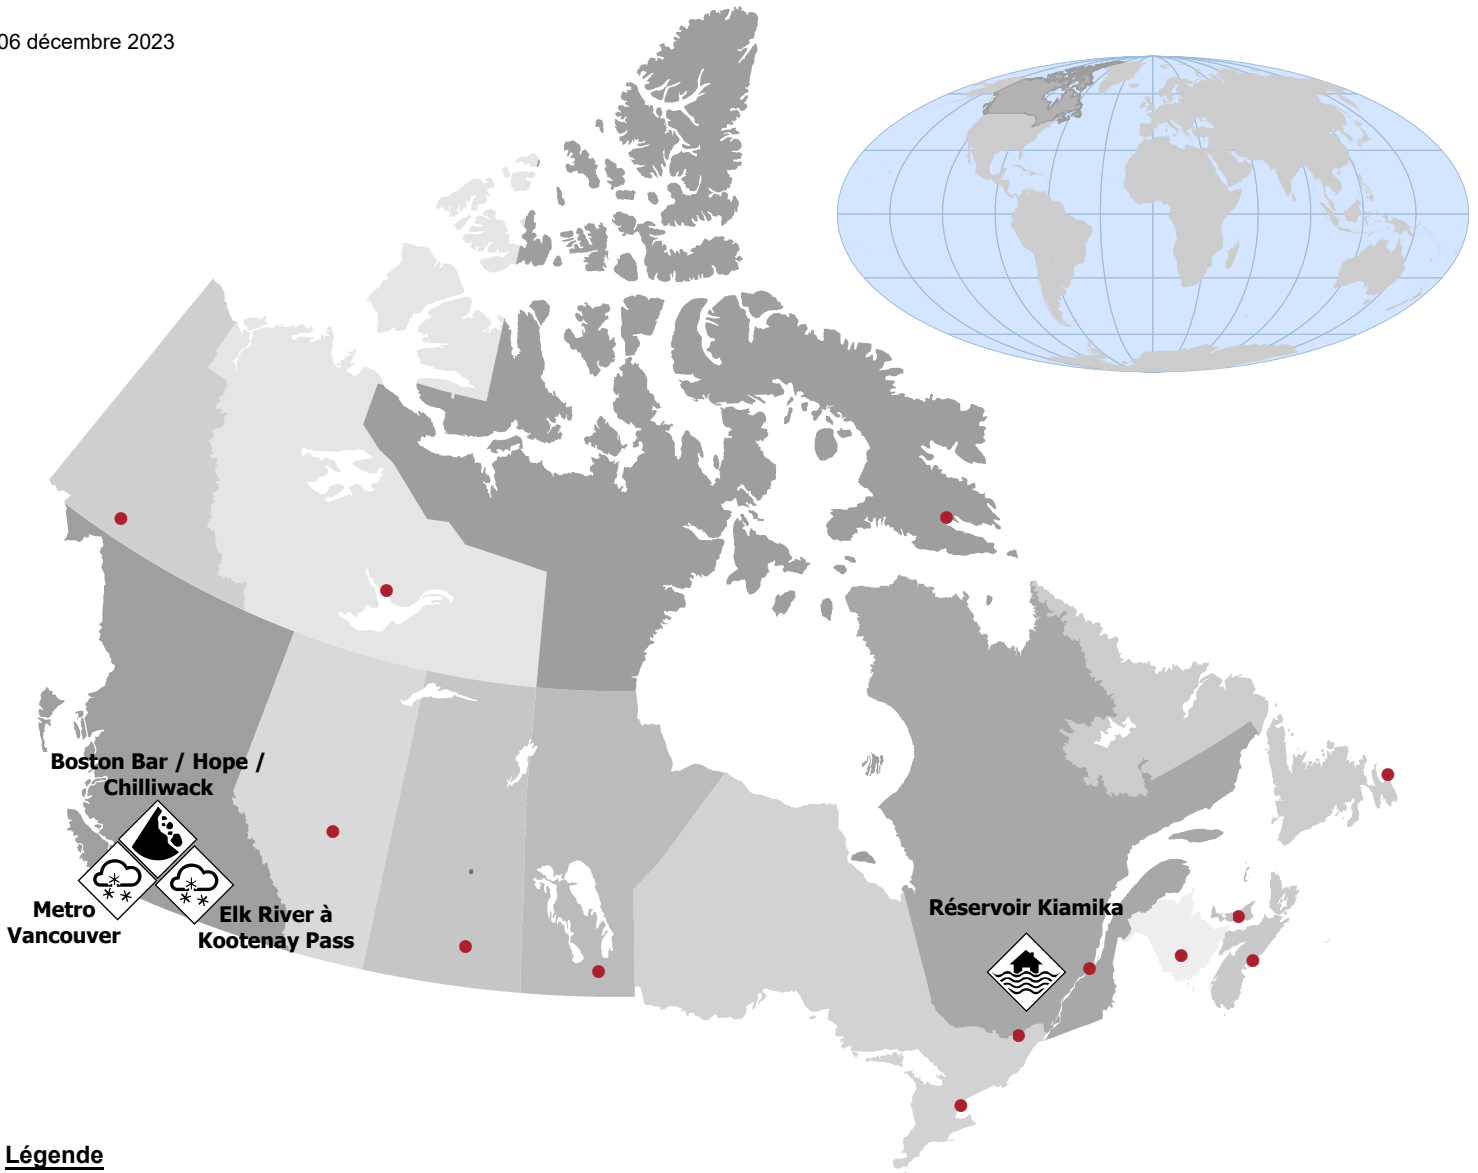 06 décembre 2023
Boston Bar / Hope /
Chilliwack
Metro
Vancouver
Elk River à
Kootenay Pass
Réservoir Kiamika
Légende